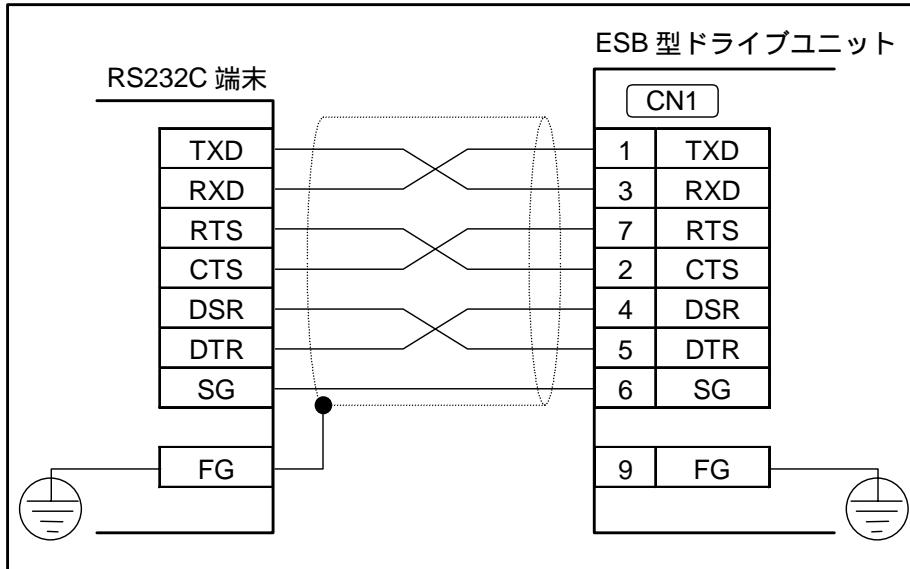 ESB 型ドライブユニット
RS232C 端末
CN1
TXD 1 TXD
RXD 3 RXD
RTS 7 RTS
CTS 2 CTS
DSR 4 DSR
DTR 5 DTR
SG 6 SG
FG 9 FG